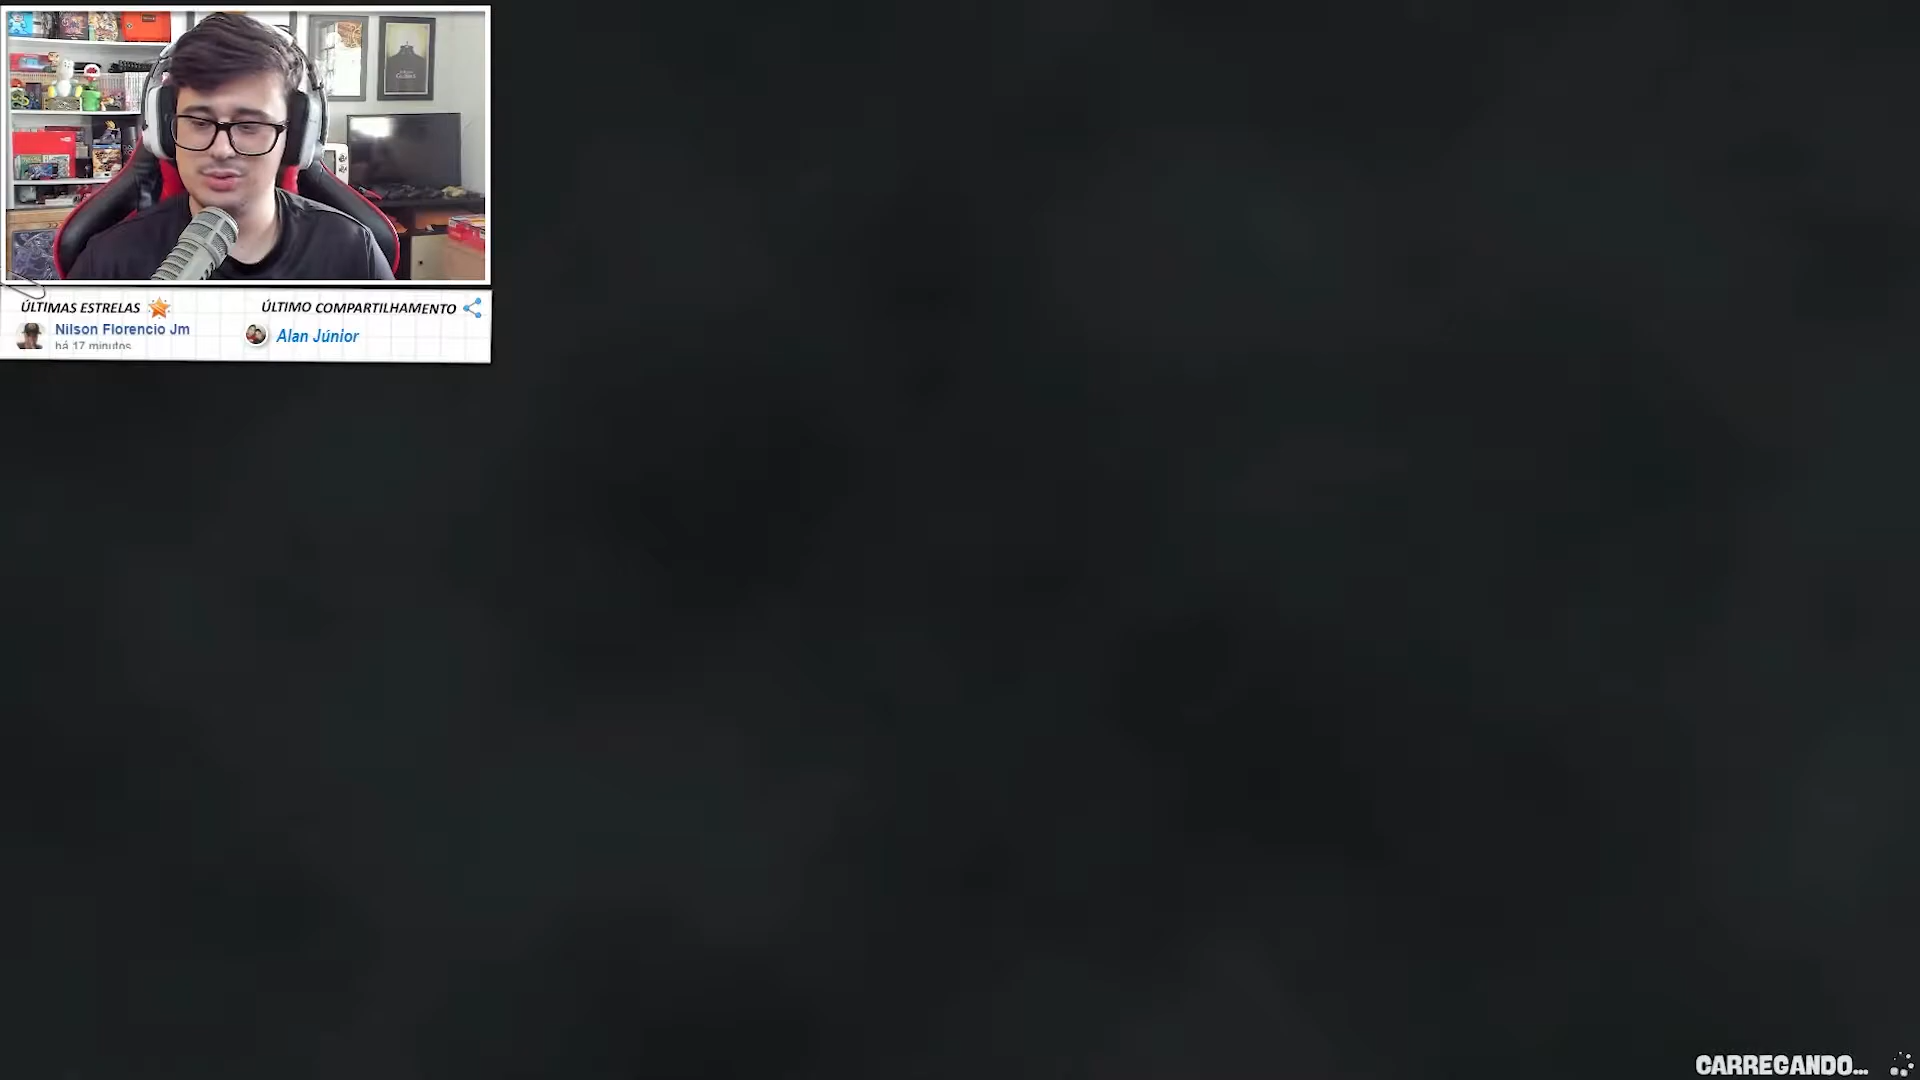 ÚLTIMAS ESTRELAS
Nilson Florencio Jm
há 17 minutos
ÚLTIMO COMPARTILHAMENTO
Alan Júnior
CARREGANDO...